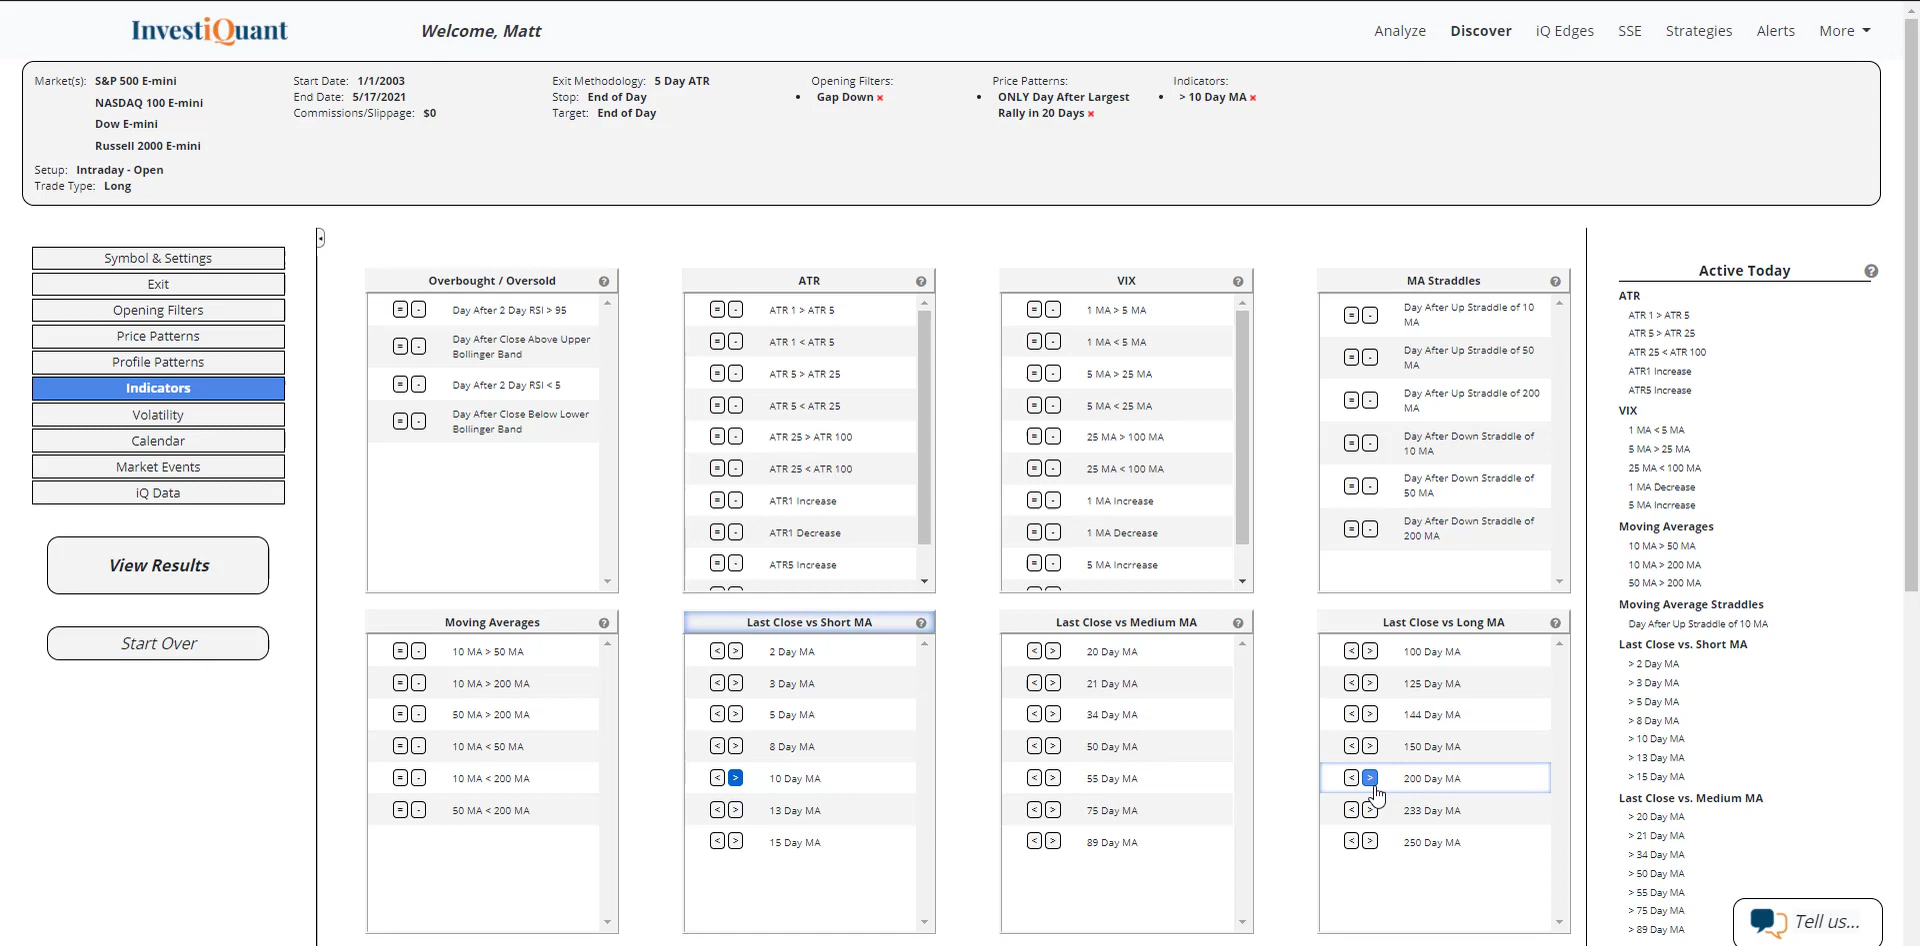 InvestiQuant
Welcome, Matt
Analyze Discover iQ Edges SSE Strategies Alerts More
Market(s): S&P 500 E-mini
NASDAQ 100 E-mini
Dow E-mini
Russell 2000 E-mini
Setup: Intraday - Open
Trade Type: Long
Start Date: 1/1/2003
End Date: 5/17/2021
Commissions/Slippage: $0
Exit Methodology: 5 Day ATR
Stop: End of Day
Target: End of Day
Opening Filters:
• Gap Down ×
Price Patterns:
• ONLY Day After Largest
Rally in 20 Days ×
Indicators:
• > 10 Day MA ×
Symbol & Settings
Exit
Opening Filters
Price Patterns
Profile Patterns
Indicators
Volatility
Calendar
Market Events
iQ Data
View Results
Start Over
Overbought / Oversold ?
= - Day After 2 Day RSI > 95
= - Day After Close Above Upper
Bollinger Band
= - Day After 2 Day RSI < 5
= - Day After Close Below Lower
Bollinger Band
ATR ?
= - ATR 1 > ATR 5
= - ATR 1 < ATR 5
= - ATR 5 > ATR 25
= - ATR 5 < ATR 25
= - ATR 25 > ATR 100
= - ATR 25 < ATR 100
= - ATR1 Increase
= - ATR1 Decrease
= - ATR5 Increase
VIX ?
= - 1 MA > 5 MA
= - 1 MA < 5 MA
= - 5 MA > 25 MA
= - 5 MA < 25 MA
= - 25 MA > 100 MA
= - 25 MA < 100 MA
= - 1 MA Increase
= - 1 MA Decrease
= - 5 MA Incrrease
MA Straddles ?
= - Day After Up Straddle of 10
MA
= - Day After Up Straddle of 50
MA
= - Day After Up Straddle of 200
MA
= - Day After Down Straddle of
10 MA
= - Day After Down Straddle of
50 MA
= - Day After Down Straddle of
200 MA
Moving Averages ?
= - 10 MA > 50 MA
= - 10 MA > 200 MA
= - 50 MA > 200 MA
= - 10 MA < 50 MA
= - 10 MA < 200 MA
= - 50 MA < 200 MA
Last Close vs Short MA ?
< > 2 Day MA
< > 3 Day MA
< > 5 Day MA
< > 8 Day MA
< > 10 Day MA
< > 13 Day MA
< > 15 Day MA
Last Close vs Medium MA ?
< > 20 Day MA
< > 21 Day MA
< > 34 Day MA
< > 50 Day MA
< > 55 Day MA
< > 75 Day MA
< > 89 Day MA
Last Close vs Long MA ?
< > 100 Day MA
< > 125 Day MA
< > 144 Day MA
< > 150 Day MA
< > 200 Day MA
< > 233 Day MA
< > 250 Day MA
Active Today ?
ATR
ATR 1 > ATR 5
ATR 5 > ATR 25
ATR 25 < ATR 100
ATR1 Increase
ATR5 Increase
VIX
1 MA < 5 MA
5 MA > 25 MA
25 MA < 100 MA
1 MA Decrease
5 MA Incrrease
Moving Averages
10 MA > 50 MA
10 MA > 200 MA
50 MA > 200 MA
Moving Average Straddles
Day After Up Straddle of 10 MA
Last Close vs. Short MA
> 2 Day MA
> 3 Day MA
> 5 Day MA
> 8 Day MA
> 10 Day MA
> 13 Day MA
> 15 Day MA
Last Close vs. Medium MA
> 20 Day MA
> 21 Day MA
> 34 Day MA
> 50 Day MA
> 55 Day MA
> 75 Day MA
> 89 Day MA
Tell us...